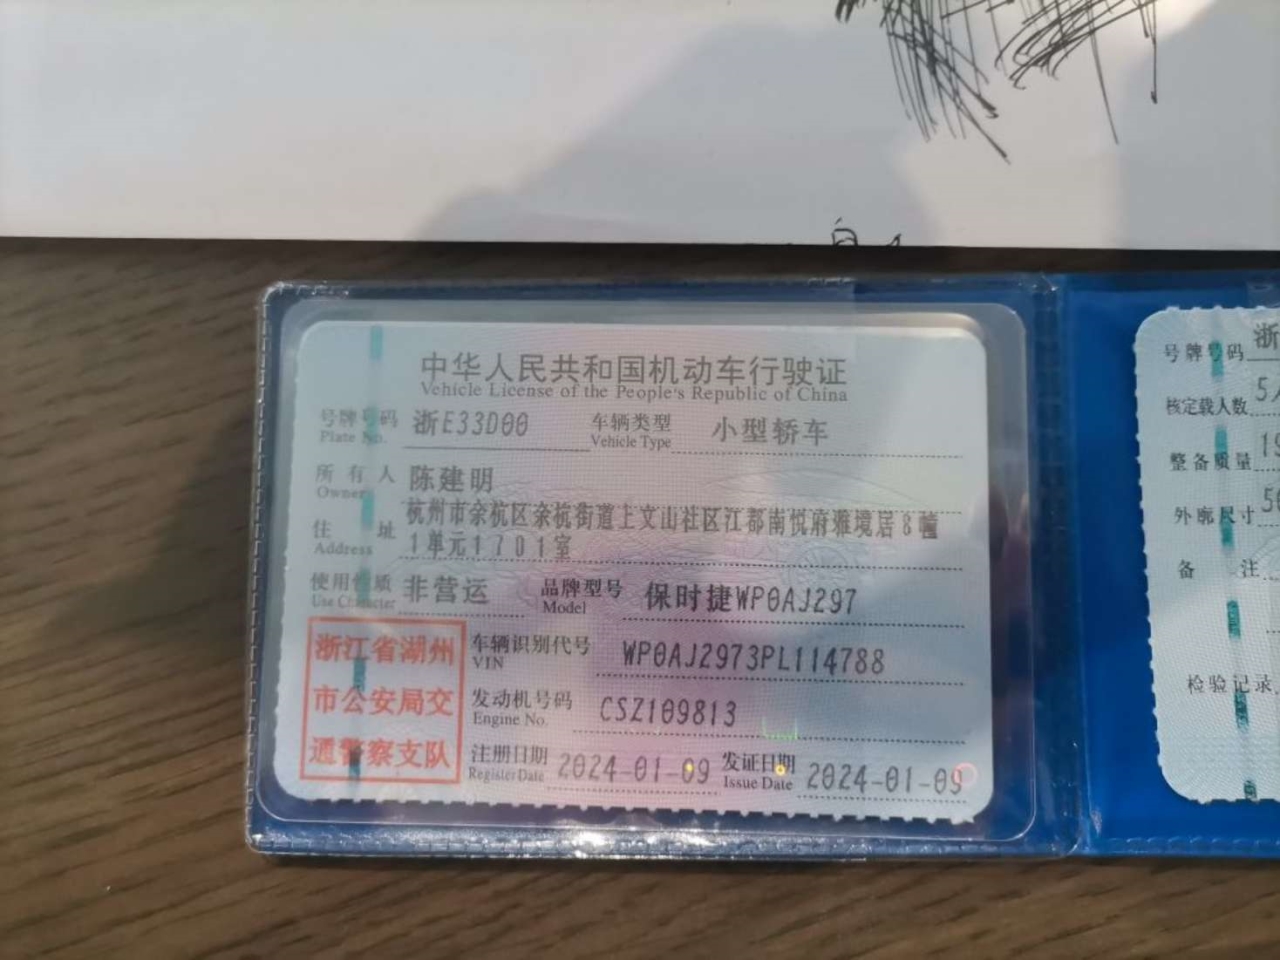 中华人民共和国机动车行驶证
Vehicle License of the People's Republic of China
号牌号码 浙E33D00 车辆类型 小型轿车
Plate No. Vehicle Type
所有人 陈建明
Owner
杭州市余杭区余杭街道上文山社区江郡南悦府雅境居8幢
住址 1单元1701室
Address
使用性质 非营运 品牌型号 保时捷WP0AJ297
Use Character Model
浙江省湖州 车辆识别代号 WP0AJ2973PL114788
VIN
市公安局交 发动机号码 CSZ109813
Engine No.
通警察支队 注册日期 2024-01-09 发证日期 2024-01-09
Register Date Issue Date
号牌号码 浙
核定载人数 5
整备质量
外廓尺寸
备注
检验记录